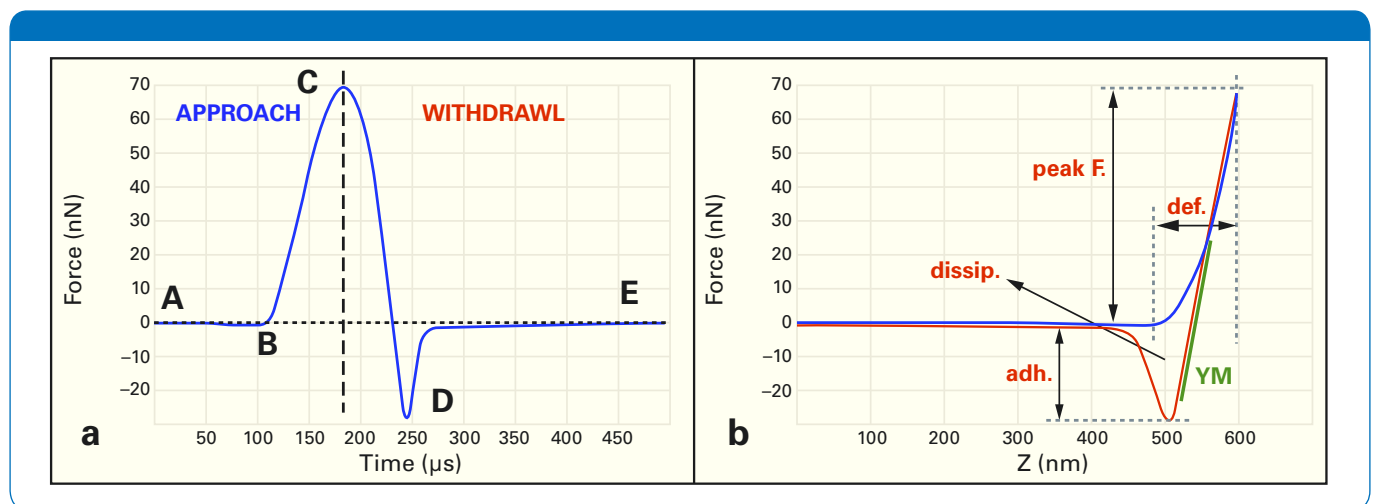 C
APPROACH
WITHDRAWL
70
60
50
40
30
20
10
0
–10
–20
Force (nN)
A
B
D
E
50 100 150 200 250 300 350 400 450
Time (µs)
a
70
60
50
40
30
20
10
0
–10
–20
Force (nN)
peak F.
def.
dissip.
adh.
YM
100 200 300 400 500 600
Z (nm)
b